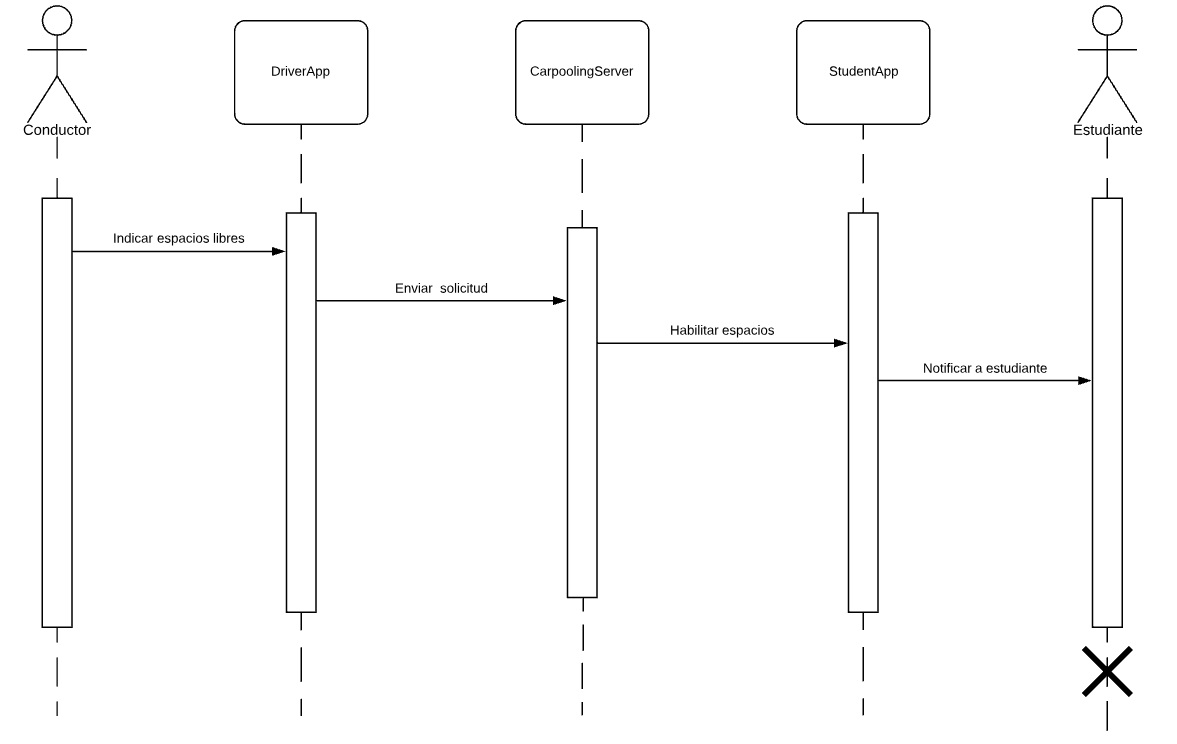 DriverApp
CarpoolingServer
StudentApp
Conductor
Estudiante
Indicar espacios libres
Enviar  solicitud
Habilitar espacios
Notificar a estudiante